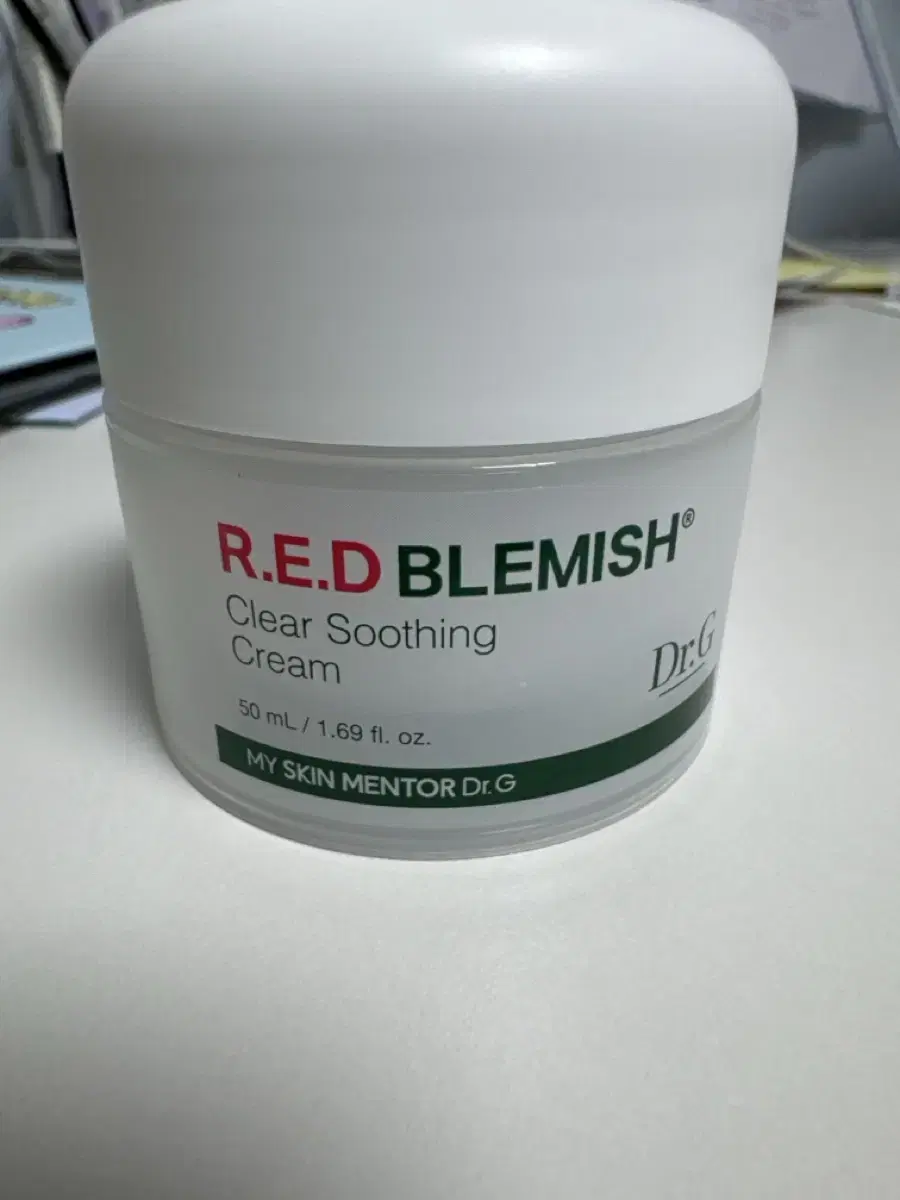 R.E.D BLEMISH®
Clear Soothing
Cream
Dr.G
50 mL / 1.69 fl. oz.
MY SKIN MENTOR Dr.G